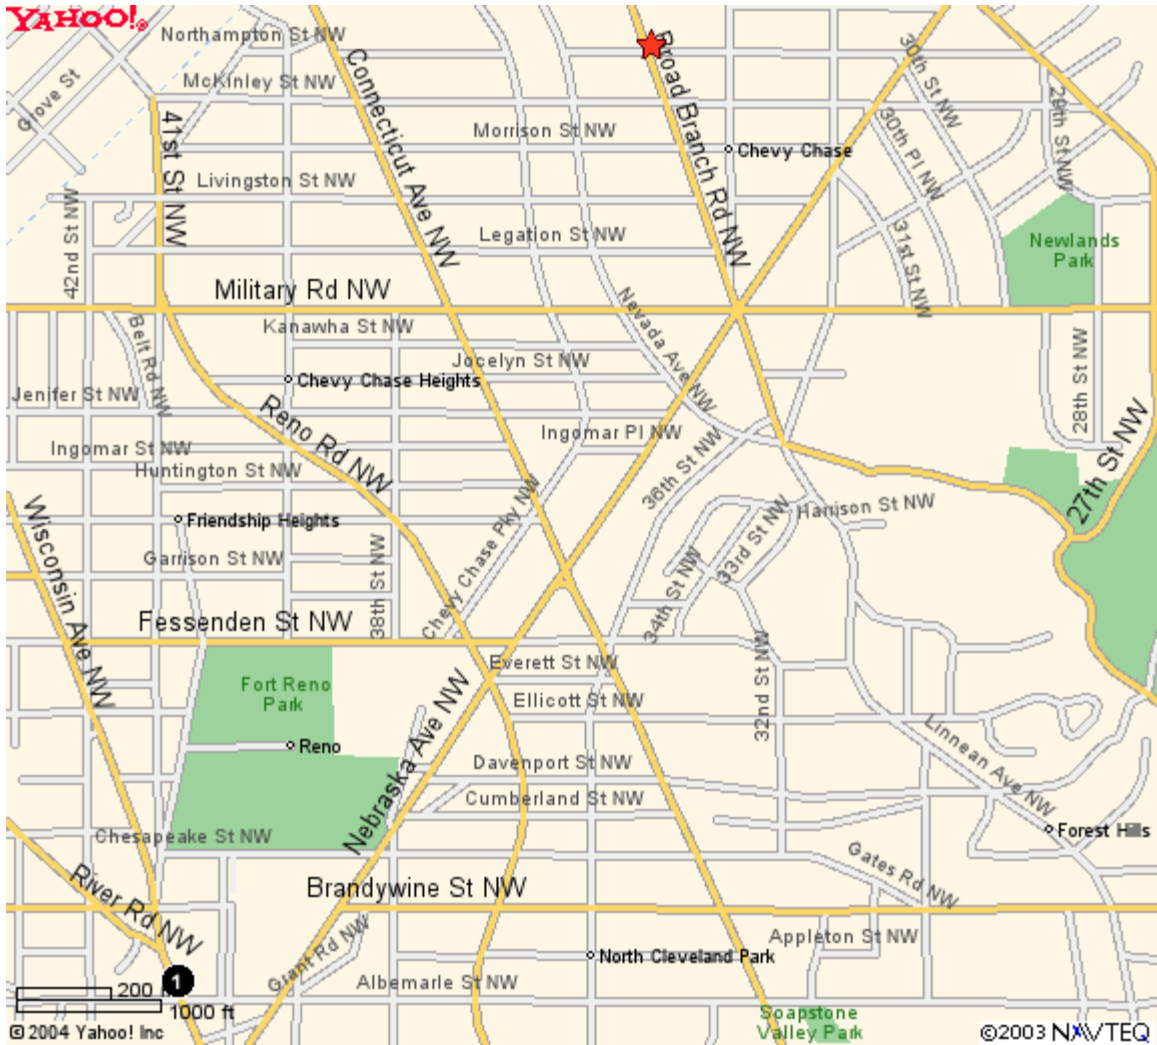 YAHOO!®
Northampton St NW
McKinley St NW
Grove St
41st St NW
Connecticut Ave NW
Broad Branch Rd NW
30th St NW
29th St NW
Morrison St NW
30th Pl NW
Chevy Chase
Livingston St NW
42nd St NW
Legation St NW
31st St NW
Newlands
Park
Military Rd NW
Nevada Ave NW
Kanawha St NW
Belt Rd NW
Jocelyn St NW
Chevy Chase Heights
Jenifer St NW
28th St NW
Reno Rd NW
27th St NW
Ingomar Pl NW
Ingomar St NW
36th St NW
Huntington St NW
Wisconsin Ave NW
Chevy Chase Pky NW
Harrison St NW
Friendship Heights
33rd St NW
Garrison St NW
38th St NW
34th St NW
Fessenden St NW
32nd St NW
Everett St NW
Fort Reno
Park
Ellicott St NW
Nebraska Ave NW
Linnean Ave NW
Reno
Davenport St NW
Cumberland St NW
Chesapeake St NW
Forest Hills
Gates Rd NW
River Rd NW
Brandywine St NW
Grant Rd NW
Appleton St NW
North Cleveland Park
1
Albemarle St NW
200
1000 ft
Soapstone
Valley Park
© 2004 Yahoo! Inc
©2003 NAVTEQ